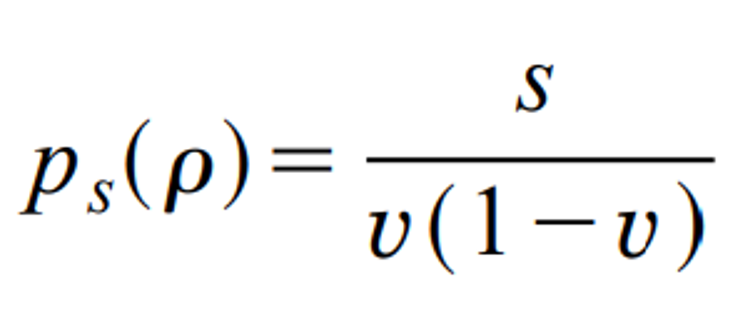 p_s(ρ) = s / v(1−v)